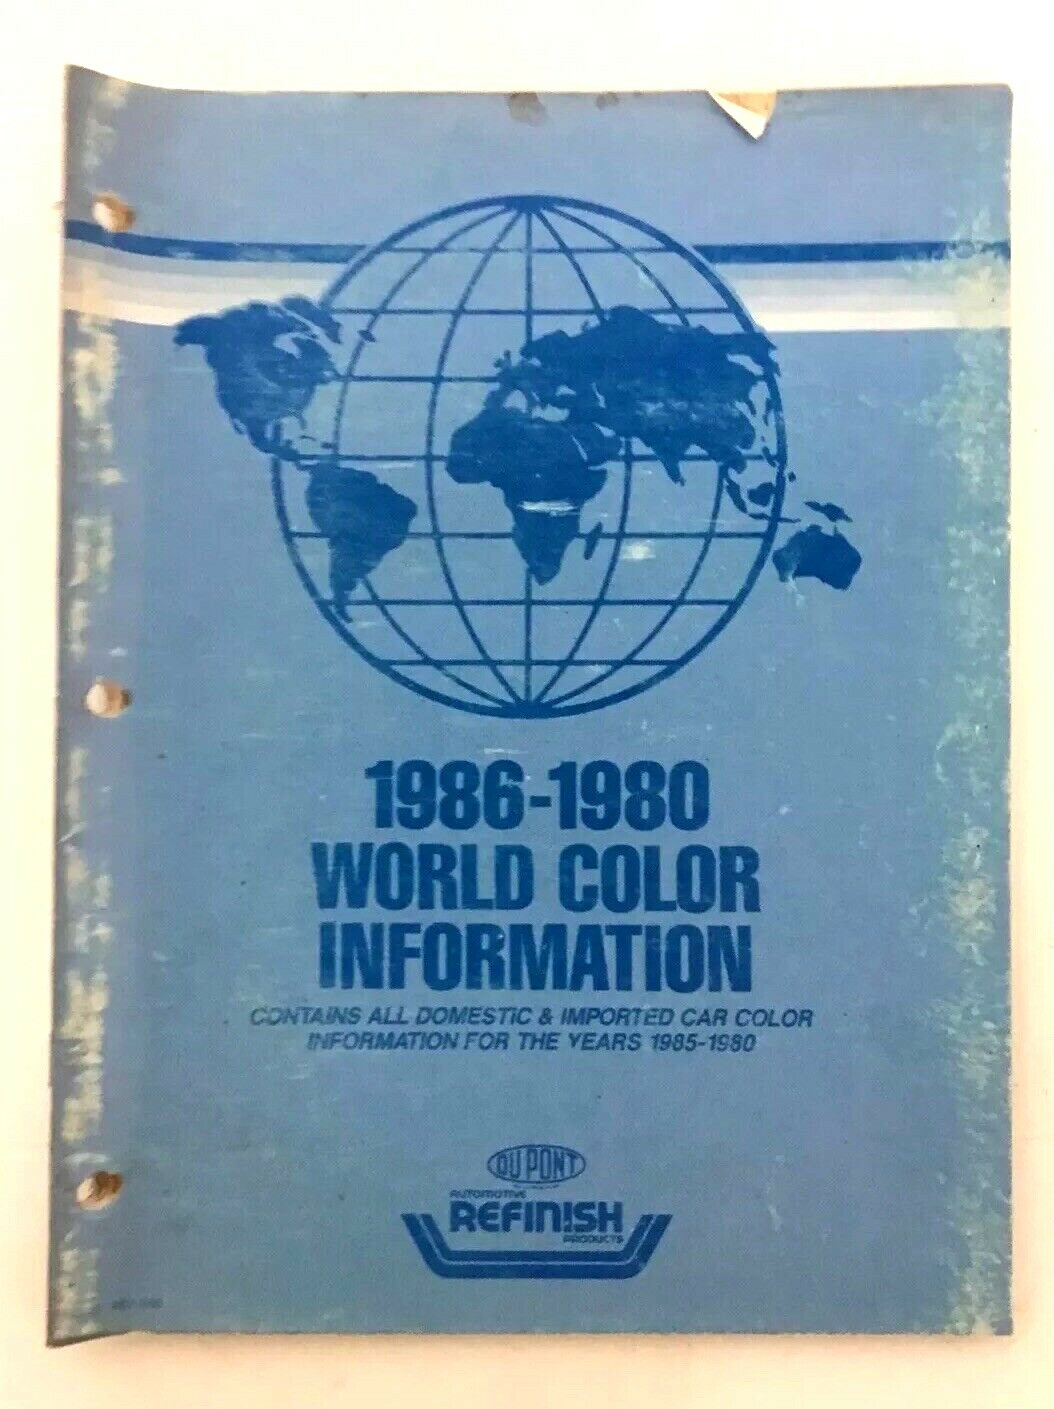 1986-1980
WORLD COLOR
INFORMATION
CONTAINS ALL DOMESTIC & IMPORTED CAR COLOR
INFORMATION FOR THE YEARS 1985-1980
DU PONT
AUTOMOTIVE
REFINISH
PRODUCTS